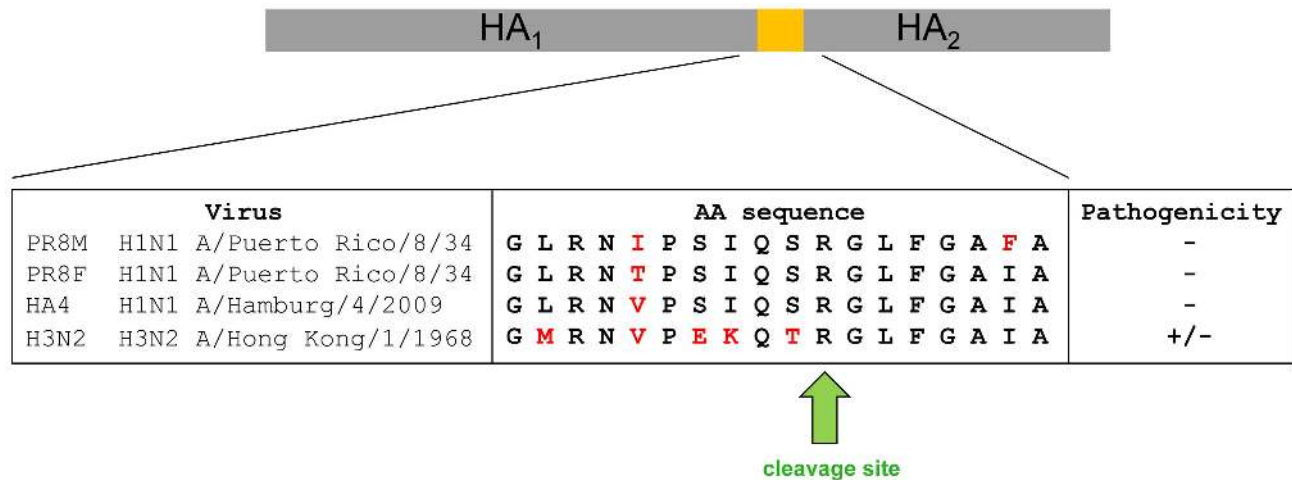 HA1 HA2
Virus AA sequence Pathogenicity
PR8M H1N1 A/Puerto Rico/8/34 G L R N I P S I Q S R G L F G A F A -
PR8F H1N1 A/Puerto Rico/8/34 G L R N T P S I Q S R G L F G A I A -
HA4 H1N1 A/Hamburg/4/2009 G L R N V P S I Q S R G L F G A I A -
H3N2 H3N2 A/Hong Kong/1/1968 G M R N V P E K Q T R G L F G A I A +/-
cleavage site